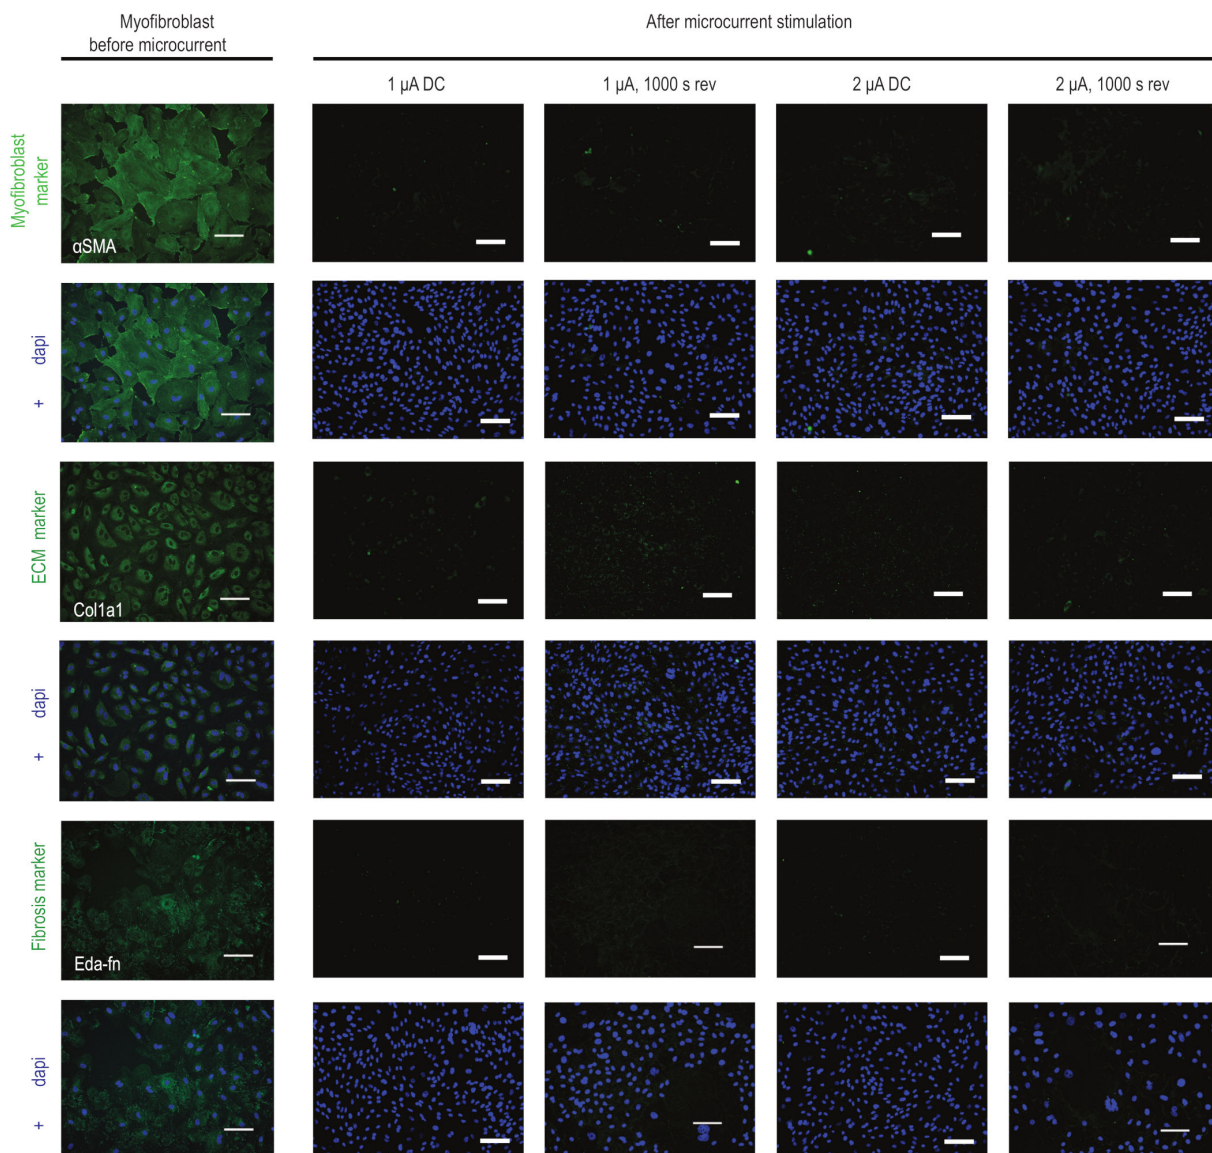 Myofibroblast
before microcurrent
After microcurrent stimulation
1 µA DC
1 µA, 1000 s rev
2 µA DC
2 µA, 1000 s rev
Myofibroblast
marker
αSMA
+ dapi
ECM marker
Col1a1
+ dapi
Fibrosis marker
Eda-fn
+ dapi